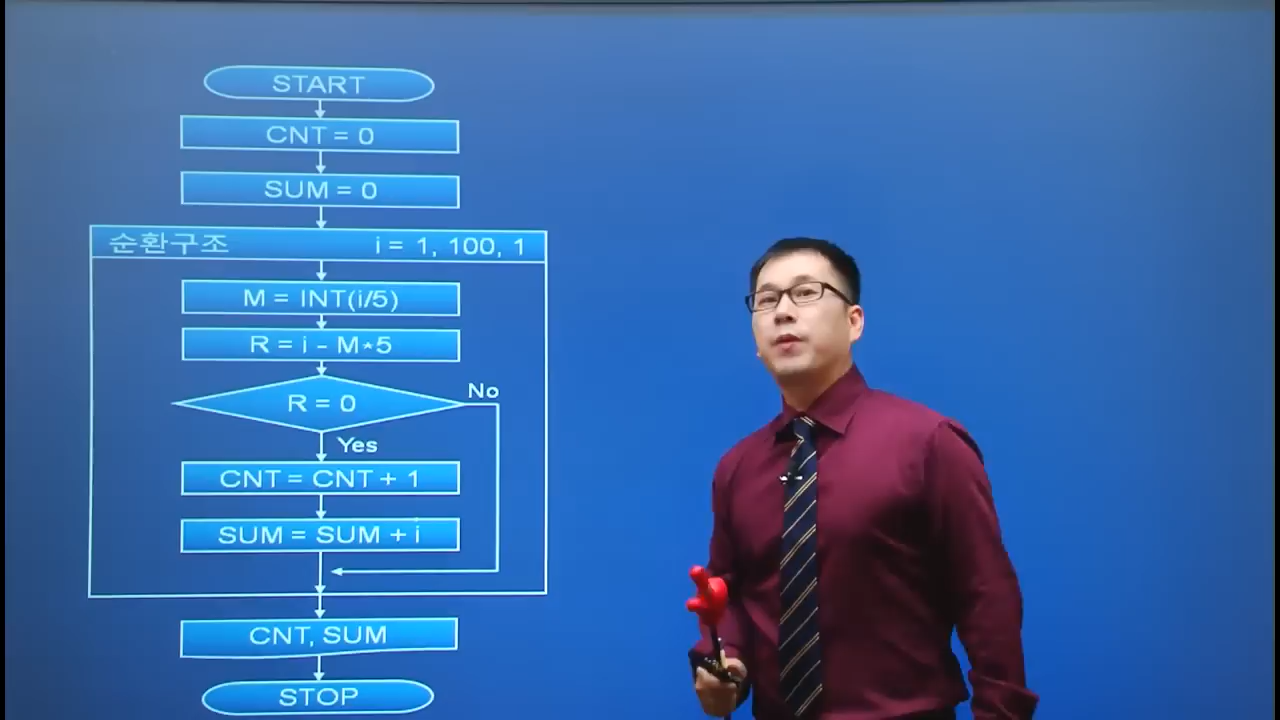 START
CNT = 0
SUM = 0
순환구조 i = 1, 100, 1
M = INT(i/5)
R = i - M*5
R = 0
No
Yes
CNT = CNT + 1
SUM = SUM + i
CNT, SUM
STOP